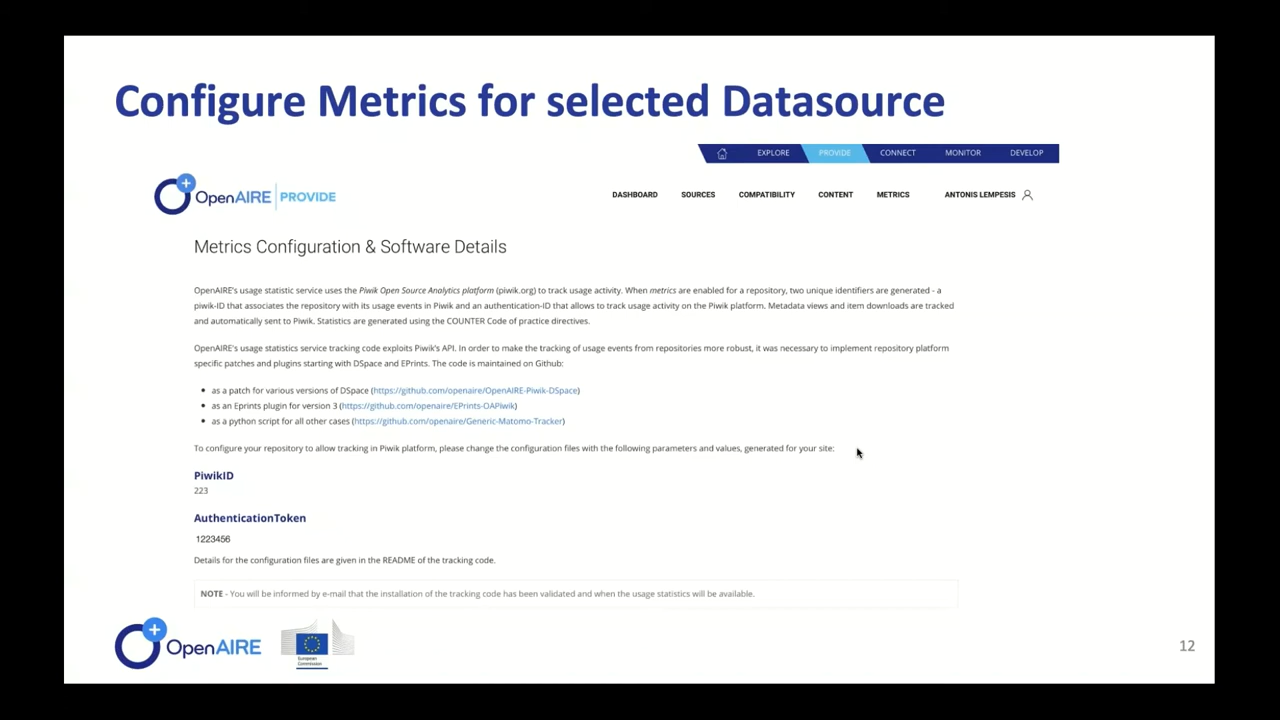 Configure Metrics for selected Datasource
EXPLORE PROVIDE CONNECT MONITOR DEVELOP
OpenAIRE PROVIDE
DASHBOARD SOURCES COMPATIBILITY CONTENT METRICS ANTONIS LEMPESIS
Metrics Configuration & Software Details
OpenAIRE's usage statistic service uses the Piwik Open Source Analytics platform (piwik.org) to track usage activity. When metrics are enabled for a repository, two unique identifiers are generated - a
piwik-ID that associates the repository with its usage events in Piwik and an authentication-ID that allows to track usage activity on the Piwik platform. Metadata views and item downloads are tracked
and automatically sent to Piwik. Statistics are generated using the COUNTER Code of practice directives.
OpenAIRE's usage statistics service tracking code exploits Piwik's API. In order to make the tracking of usage events from repositories more robust, it was necessary to implement repository platform
specific patches and plugins starting with DSpace and EPrints. The code is maintained on Github:
• as a patch for various versions of DSpace (https://github.com/openaire/OpenAIRE-Piwik-DSpace)
• as an Eprints plugin for version 3 (https://github.com/openaire/EPrints-OAPiwik)
• as a python script for all other cases (https://github.com/openaire/Generic-Matomo-Tracker)
To configure your repository to allow tracking in Piwik platform, please change the configuration files with the following parameters and values, generated for your site:
PiwikID
223
AuthenticationToken
1223456
Details for the configuration files are given in the README of the tracking code.
NOTE - You will be informed by e-mail that the installation of the tracking code has been validated and when the usage statistics will be available.
OpenAIRE
European
Commission
12